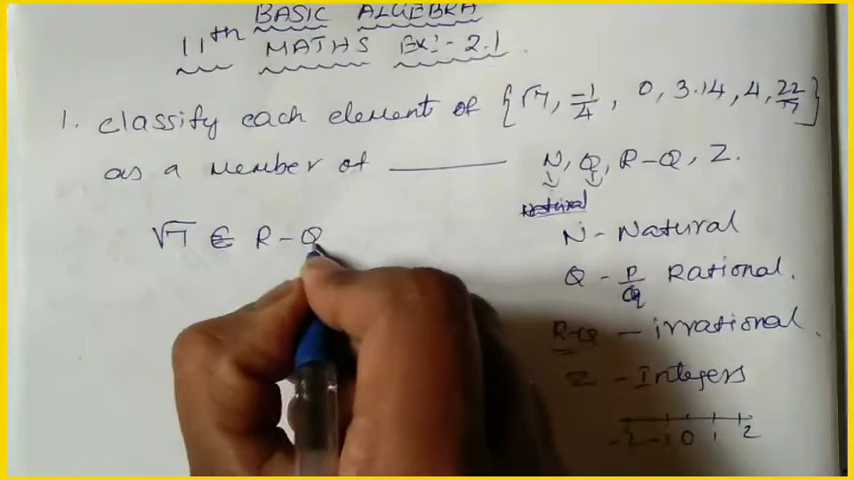 BASIC ALGEBRA
11th MATHS EX:- 2.1
1. classify each element of {√7, -1/4, 0, 3.14, 4, 22/7}
as a member of ______ N, Q, R-Q, Z.
Natural
√7 ∈ R-Q
N - Natural
Q - P/q Rational.
R-Q - irrational.
Z - Integers
-2 -1 0 1 2